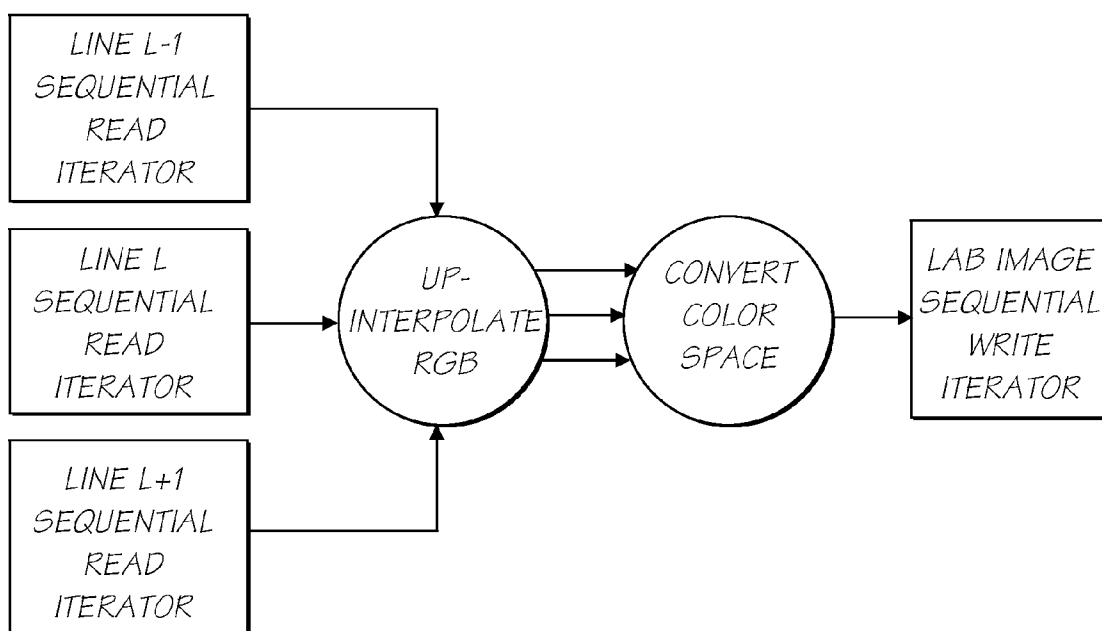 LINE L-1
SEQUENTIAL
READ
ITERATOR
LINE L
SEQUENTIAL
READ
ITERATOR
LINE L+1
SEQUENTIAL
READ
ITERATOR
UP-
INTERPOLATE
RGB
CONVERT
COLOR
SPACE
LAB IMAGE
SEQUENTIAL
WRITE
ITERATOR